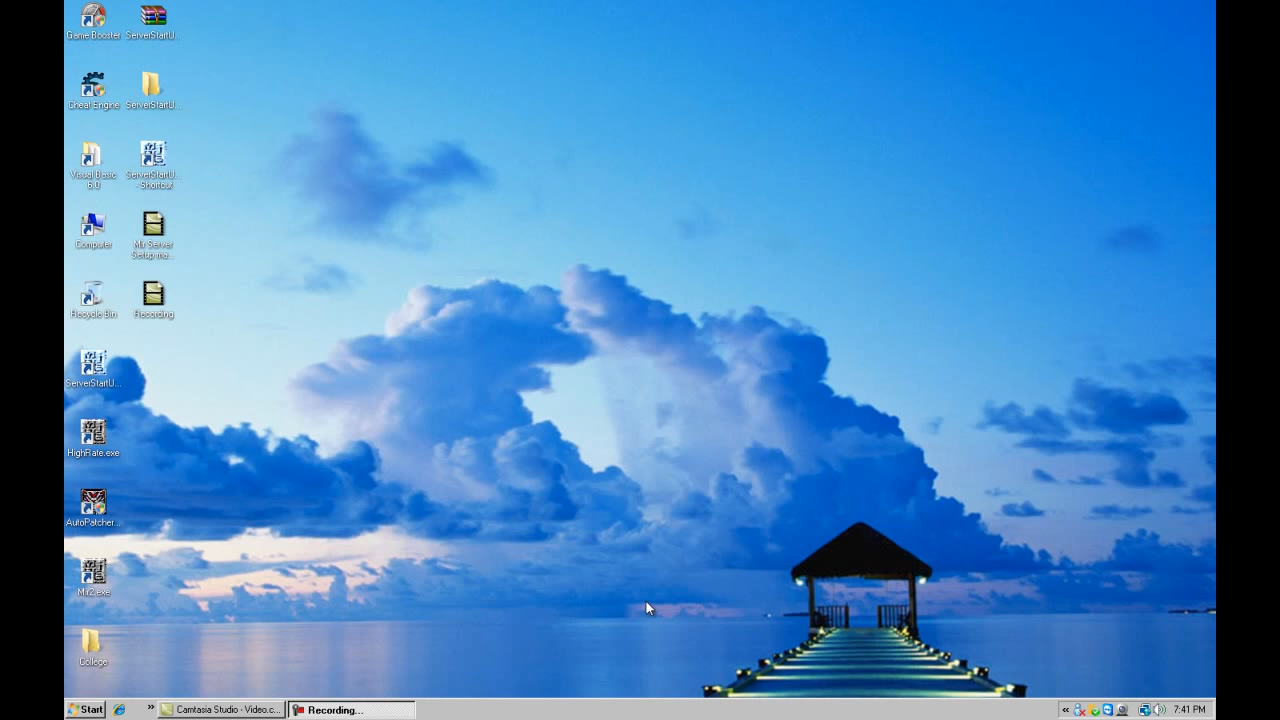 Game Booster
ServerStartU...
Cheat Engine
ServerStartU...
Visual Basic
6.0
ServerStartU...
- Shortcut
Computer
Mir Server
Setup ma...
Recycle Bin
Recording
ServerStartU...
HighRate.exe
AutoPatcher...
Mir2.exe
College
Start
»
Camtasia Studio - Video.c...
Recording...
«
7:41 PM